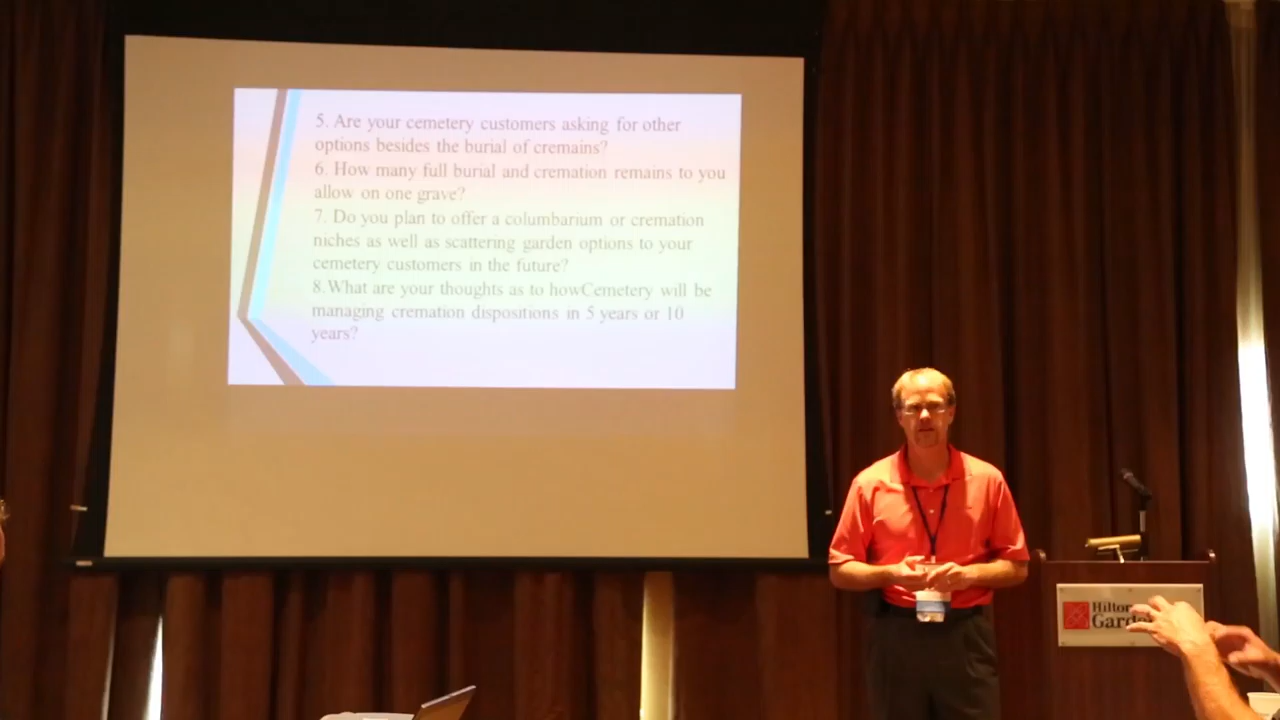 5. Are your cemetery customers asking for other
options besides the burial of cremains?
6. How many full burial and cremation remains to you
allow on one grave?
7. Do you plan to offer a columbarium or cremation
niches as well as scattering garden options to your
cemetery customers in the future?
8.What are your thoughts as to howCemetery will be
managing cremation dispositions in 5 years or 10
years?
Hilton